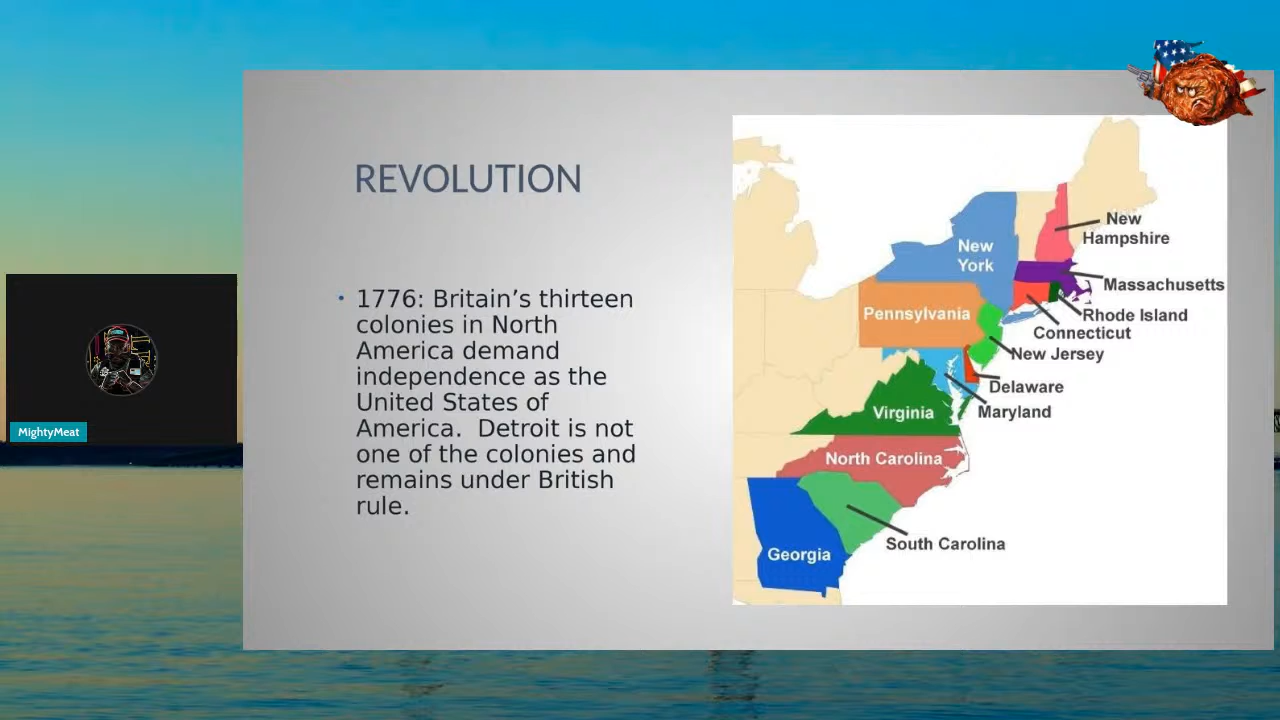 REVOLUTION
• 1776: Britain’s thirteen
colonies in North
America demand
independence as the
United States of
America.  Detroit is not
one of the colonies and
remains under British
rule.
New
Hampshire
New
York
Massachusetts
Pennsylvania
Rhode Island
Connecticut
New Jersey
Delaware
Maryland
Virginia
North Carolina
South Carolina
Georgia
MightyMeat